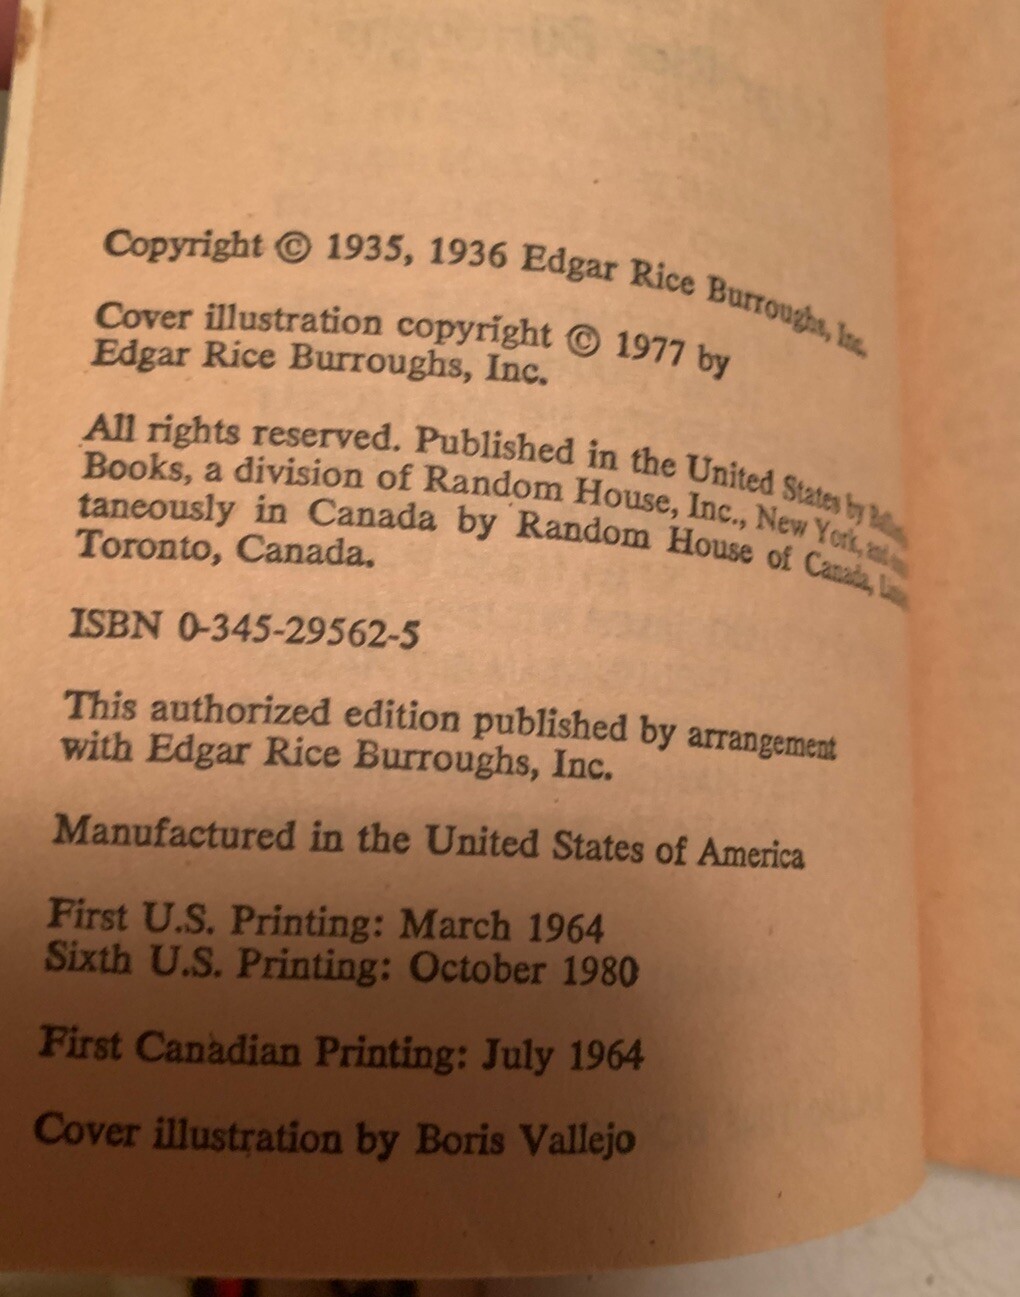 Copyright © 1935, 1936 Edgar Rice Burroughs, Inc.
Cover illustration copyright © 1977 by
Edgar Rice Burroughs, Inc.
All rights reserved. Published in the United States by
Books, a division of Random House, Inc., New York, and
taneously in Canada by Random House of Canada,
Toronto, Canada.
ISBN 0-345-29562-5
This authorized edition published by arrangement
with Edgar Rice Burroughs, Inc.
Manufactured in the United States of America
First U.S. Printing: March 1964
Sixth U.S. Printing: October 1980
First Canadian Printing: July 1964
Cover illustration by Boris Vallejo